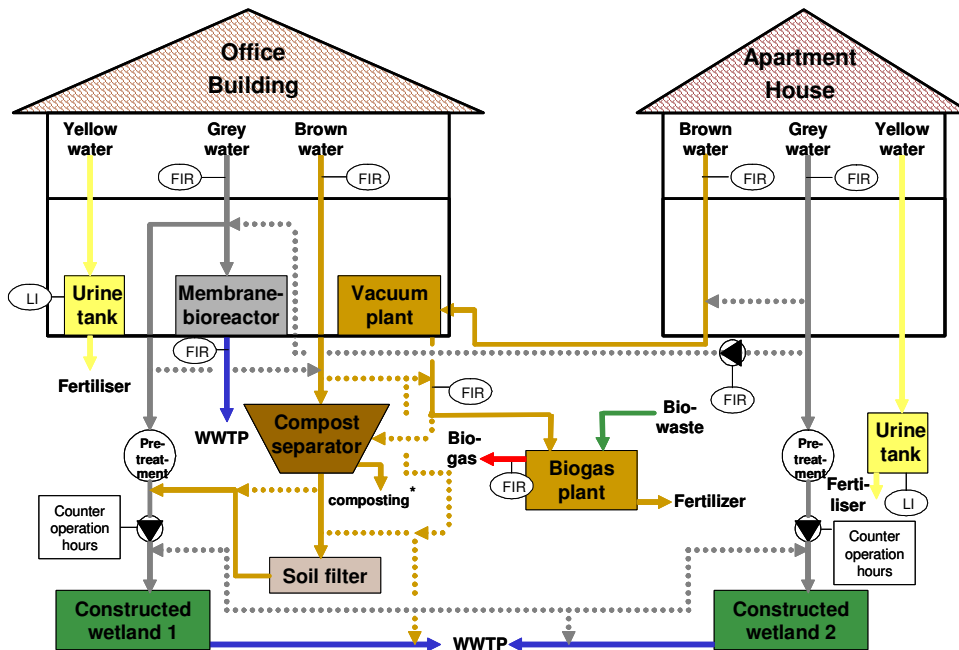 Office
Building
Apartment
House
Yellow
water
Grey
water
Brown
water
Brown
water
Grey
water
Yellow
water
FIR
FIR
FIR
FIR
LI
Urine
tank
Membrane-
bioreactor
Vacuum
plant
FIR
FIR
FIR
Fertiliser
WWTP
Compost
separator
Bio-
waste
Bio-
gas
Pre-
treat-
ment
Pre-
treat-
ment
Urine
tank
Biogas
plant
FIR
composting*
Fertilizer
Ferti-
liser
LI
Counter
operation
hours
Counter
operation
hours
Soil filter
Constructed
wetland 1
WWTP
Constructed
wetland 2